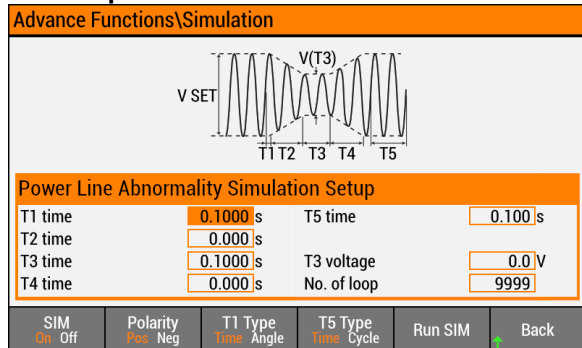 Advance Functions\Simulation
V(T3)
V SET
T1 T2 T3 T4 T5
Power Line Abnormality Simulation Setup
T1 time 0.1000 s T5 time 0.100 s
T2 time 0.000 s
T3 time 0.1000 s T3 voltage 0.0 V
T4 time 0.000 s No. of loop 9999
SIM Polarity T1 Type T5 Type Run SIM Back
On Off Pos Neg Time Angle Time Cycle